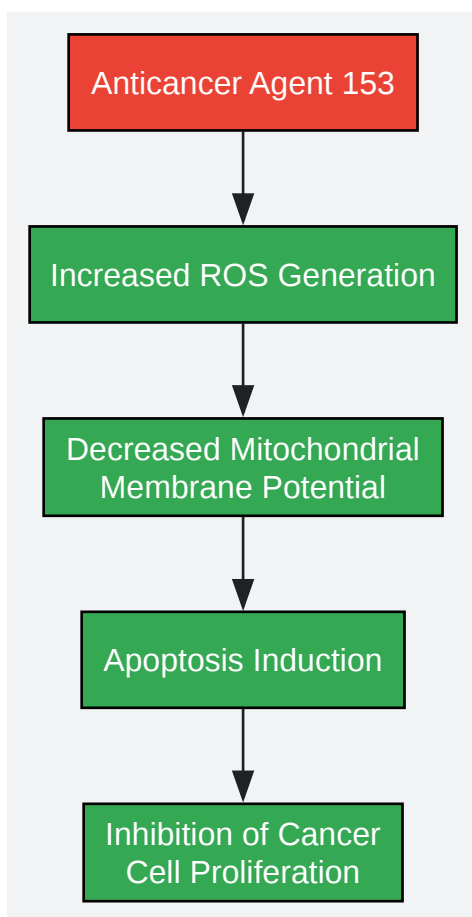 Anticancer Agent 153
Increased ROS Generation
Decreased Mitochondrial
Membrane Potential
Apoptosis Induction
Inhibition of Cancer
Cell Proliferation